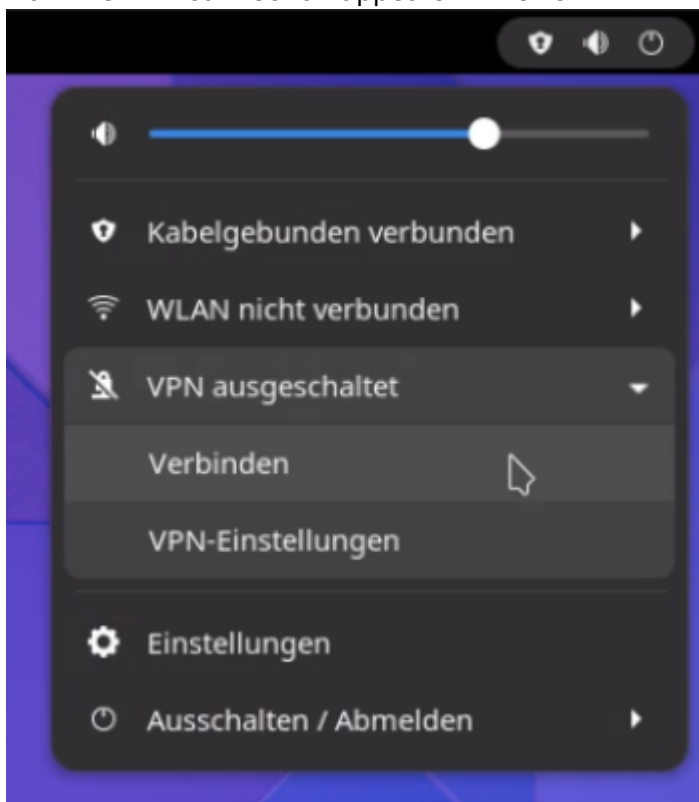 Kabelgebunden verbunden
WLAN nicht verbunden
VPN ausgeschaltet
Verbinden
VPN-Einstellungen
Einstellungen
Ausschalten / Abmelden